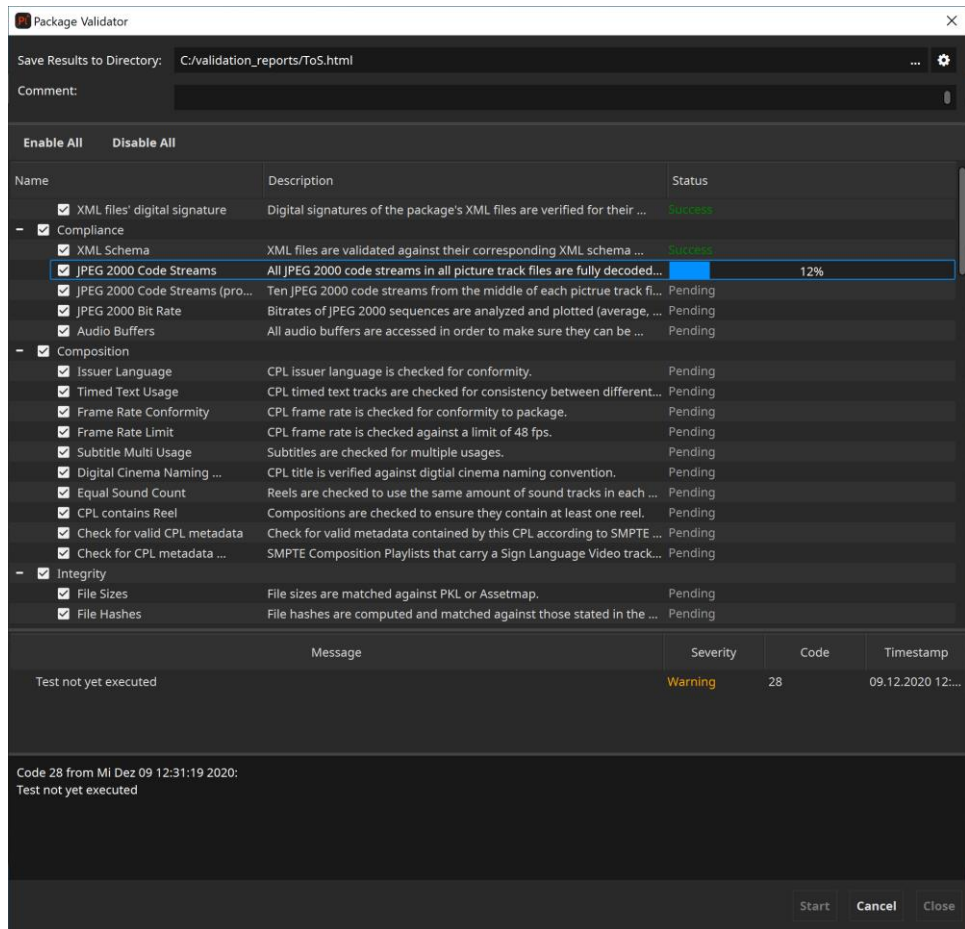 Package Validator
Save Results to Directory: C:/validation_reports/ToS.html ...
Comment:
Enable All Disable All
Name Description Status
XML files' digital signature Digital signatures of the package's XML files are verified for their ... Success
Compliance
XML Schema XML files are validated against their corresponding XML schema ... Success
JPEG 2000 Code Streams All JPEG 2000 code streams in all picture track files are fully decoded... 12%
JPEG 2000 Code Streams (pro... Ten JPEG 2000 code streams from the middle of each pictrue track fi... Pending
JPEG 2000 Bit Rate Bitrates of JPEG 2000 sequences are analyzed and plotted (average, ... Pending
Audio Buffers All audio buffers are accessed in order to make sure they can be ... Pending
Composition
Issuer Language CPL issuer language is checked for conformity. Pending
Timed Text Usage CPL timed text tracks are checked for consistency between different... Pending
Frame Rate Conformity CPL frame rate is checked for conformity to package. Pending
Frame Rate Limit CPL frame rate is checked against a limit of 48 fps. Pending
Subtitle Multi Usage Subtitles are checked for multiple usages. Pending
Digital Cinema Naming ... CPL title is verified against digtial cinema naming convention. Pending
Equal Sound Count Reels are checked to use the same amount of sound tracks in each ... Pending
CPL contains Reel Compositions are checked to ensure they contain at least one reel. Pending
Check for valid CPL metadata Check for valid metadata contained by this CPL according to SMPTE ... Pending
Check for CPL metadata ... SMPTE Composition Playlists that carry a Sign Language Video track... Pending
Integrity
File Sizes File sizes are matched against PKL or Assetmap. Pending
File Hashes File hashes are computed and matched against those stated in the ... Pending
Message Severity Code Timestamp
Test not yet executed Warning 28 09.12.2020 12:...
Code 28 from Mi Dez 09 12:31:19 2020:
Test not yet executed
Start Cancel Close